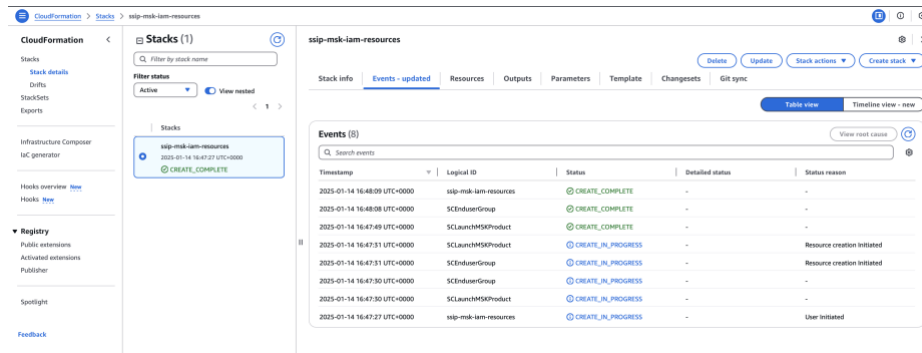 CloudFormation > Stacks > ssip-msk-iam-resources
CloudFormation
Stacks
Stack details
Drifts
StackSets
Exports
Infrastructure Composer
IaC generator
Hooks overview New
Hooks New
Registry
Public extensions
Activated extensions
Publisher
Spotlight
Feedback
Stacks (1)
Filter by stack name
Filter status
Active
View nested
< 1 >
Stacks
ssip-msk-iam-resources
2025-01-14 16:47:27 UTC+0000
CREATE_COMPLETE
ssip-msk-iam-resources
Delete Update Stack actions Create stack
Stack info Events - updated Resources Outputs Parameters Template Changesets Git sync
Table view Timeline view - new
Events (8)
View root cause
Search events
Timestamp Logical ID Status Detailed status Status reason
2025-01-14 16:48:09 UTC+0000 ssip-msk-iam-resources CREATE_COMPLETE - -
2025-01-14 16:48:08 UTC+0000 SCEnduserGroup CREATE_COMPLETE - -
2025-01-14 16:47:49 UTC+0000 SCLaunchMSKProduct CREATE_COMPLETE - -
2025-01-14 16:47:31 UTC+0000 SCLaunchMSKProduct CREATE_IN_PROGRESS - Resource creation Initiated
2025-01-14 16:47:31 UTC+0000 SCEnduserGroup CREATE_IN_PROGRESS - Resource creation Initiated
2025-01-14 16:47:30 UTC+0000 SCEnduserGroup CREATE_IN_PROGRESS - -
2025-01-14 16:47:30 UTC+0000 SCLaunchMSKProduct CREATE_IN_PROGRESS - -
2025-01-14 16:47:27 UTC+0000 ssip-msk-iam-resources CREATE_IN_PROGRESS - User Initiated